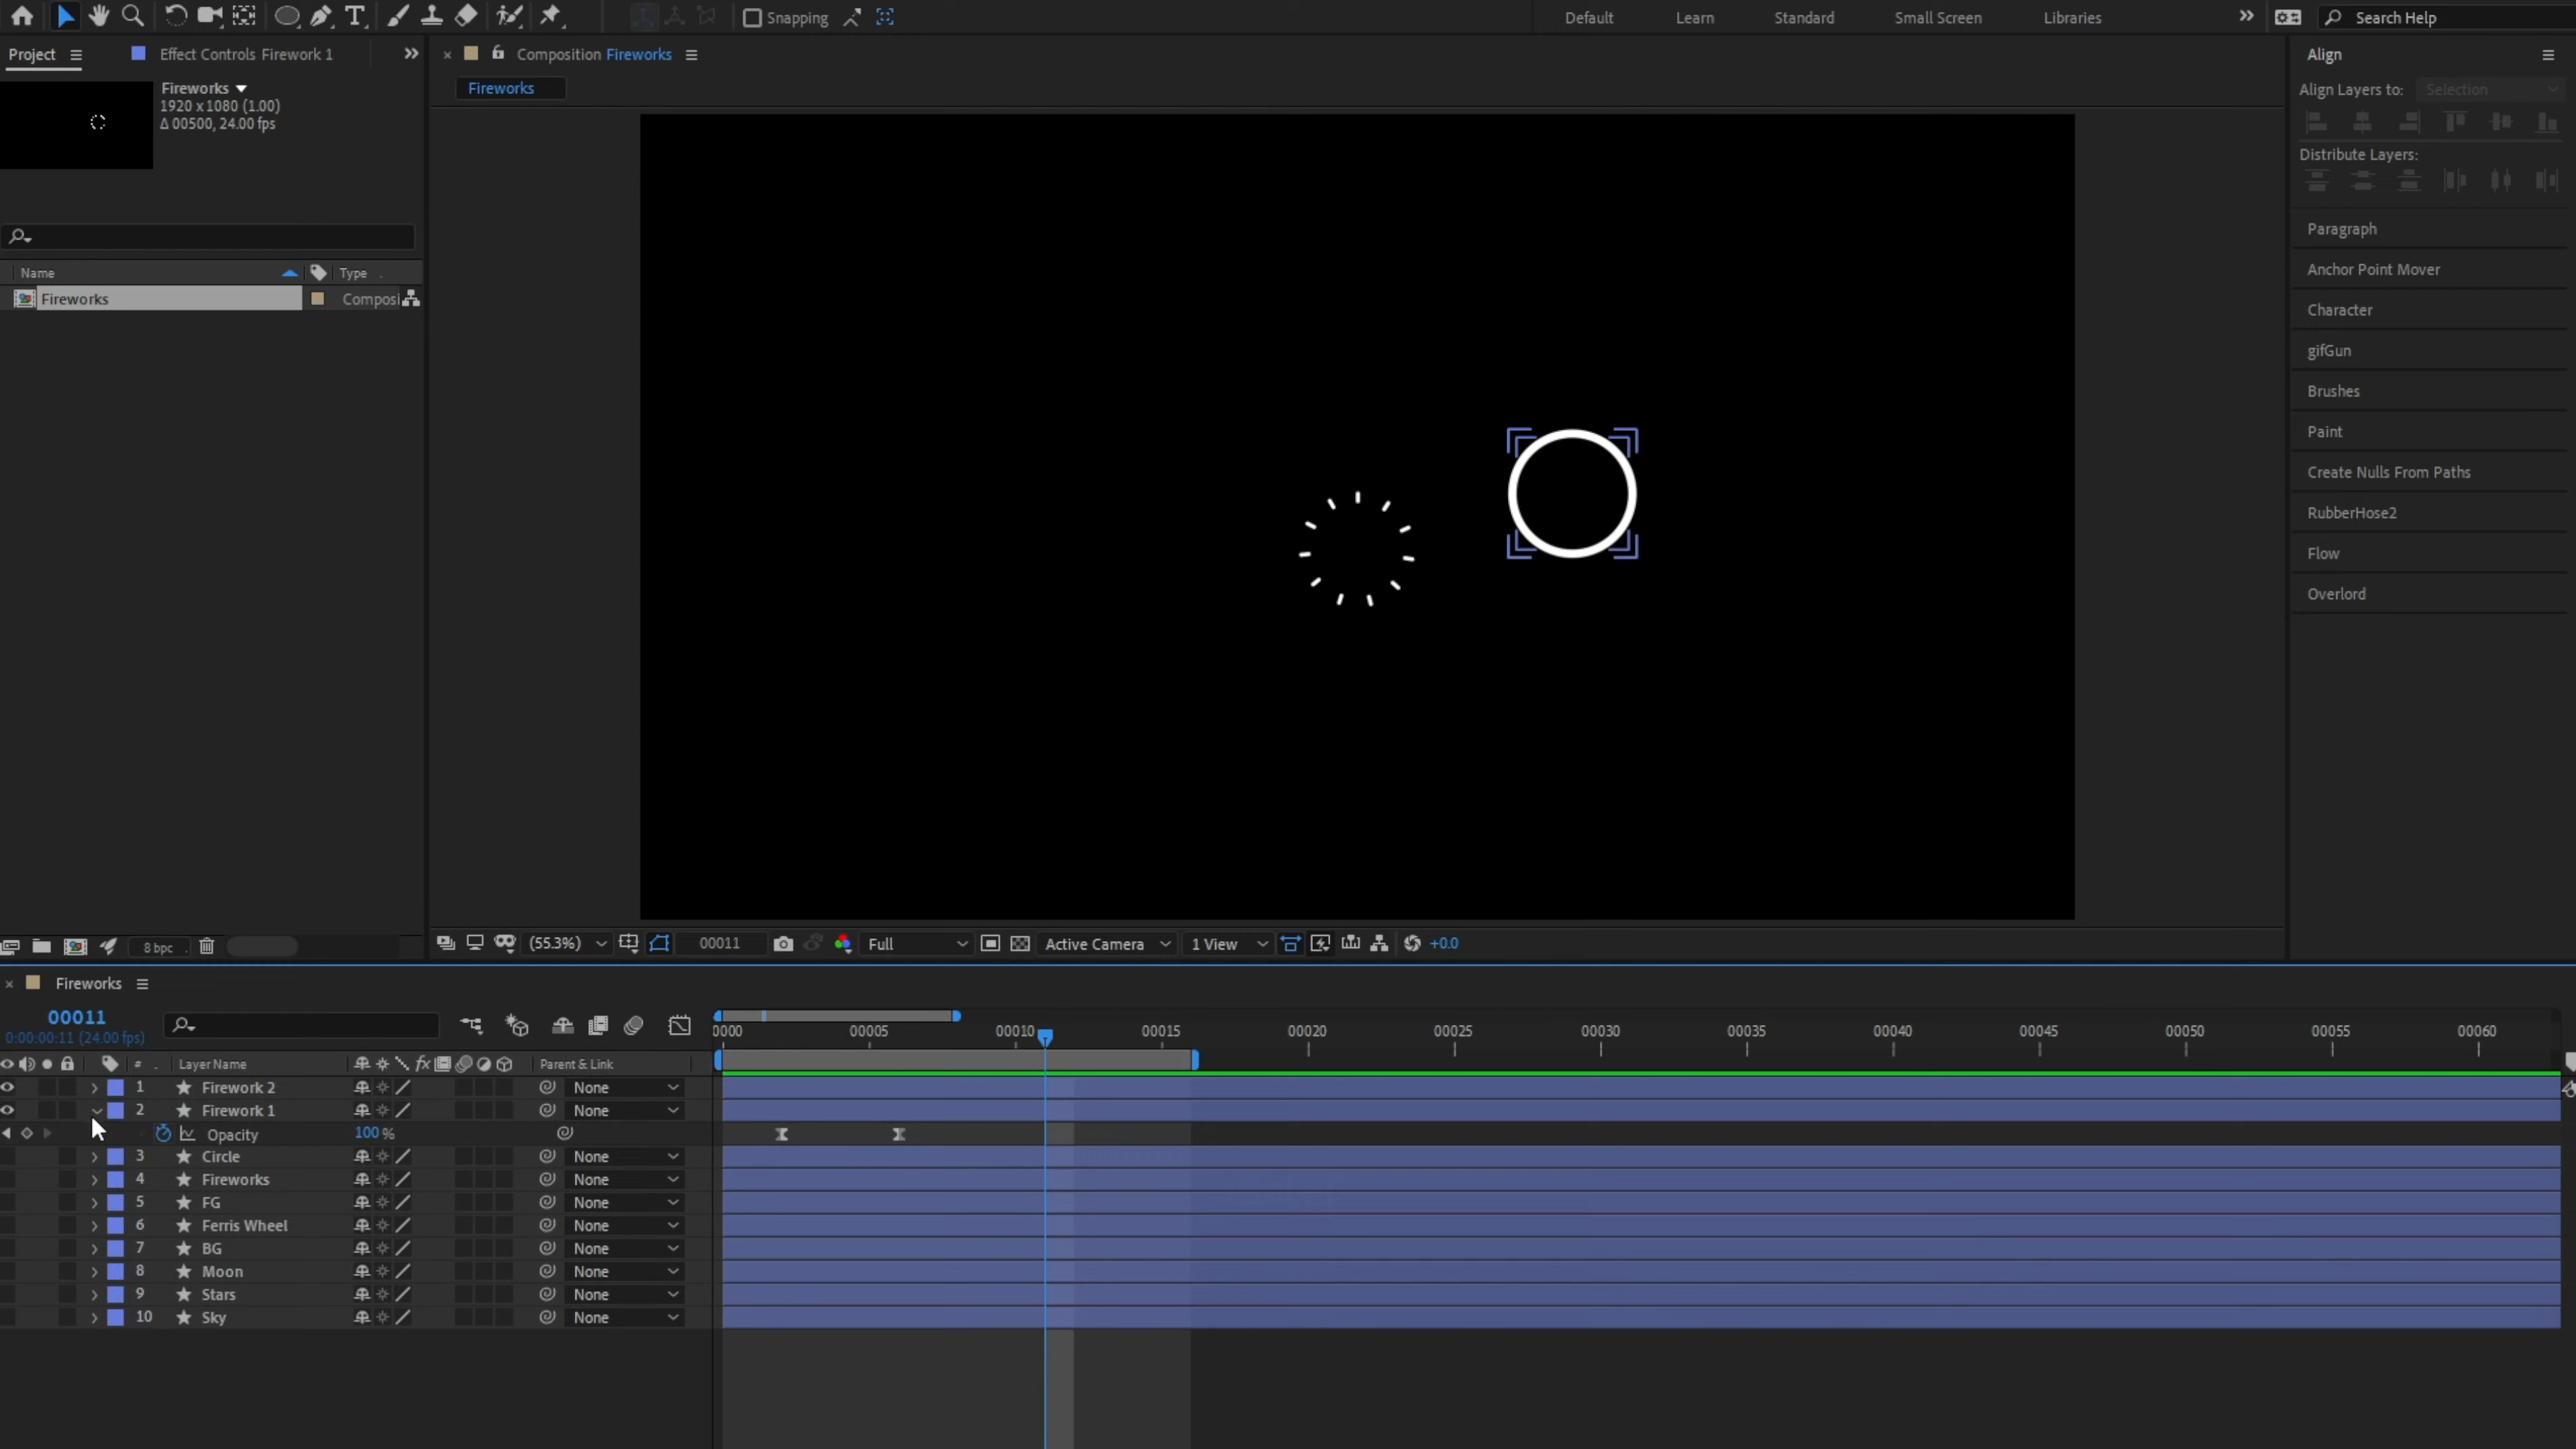 Snapping
Default
Learn
Standard
Small Screen
Libraries
Search Help
Project
Effect Controls Firework 1
Composition Fireworks
Align
Fireworks
1920 x 1080 (1.00)
Δ 00500, 24.00 fps
Fireworks
Align Layers to: Selection
Distribute Layers:
Paragraph
Anchor Point Mover
Character
gifGun
Brushes
Paint
Create Nulls From Paths
RubberHose2
Flow
Overlord
Name
Type
Fireworks
Composi
8 bpc
(55.3%)
00011
Full
Active Camera
1 View
+0.0
Fireworks
00011
0:00:00:11 (24.00 fps)
0000 00005 00010 00015 00020 00025 00030 00035 00040 00045 00050 00055 00060
# Layer Name fx Parent & Link
1 Firework 2 None
2 Firework 1 None
Opacity 100 %
3 Circle None
4 Fireworks None
5 FG None
6 Ferris Wheel None
7 BG None
8 Moon None
9 Stars None
10 Sky None